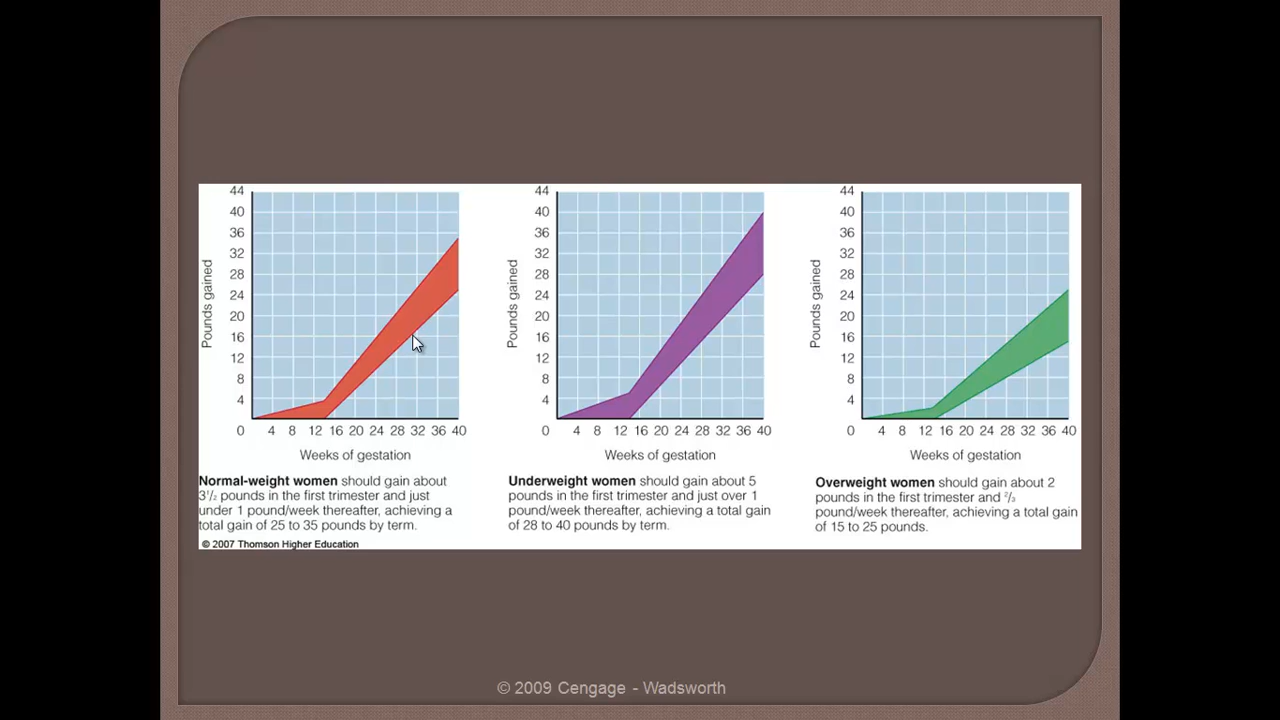 44
40
36
32
28
24
20
16
12
8
4
0 4 8 12 16 20 24 28 32 36 40
Pounds gained
Weeks of gestation
Normal-weight women should gain about
3 1/2 pounds in the first trimester and just
under 1 pound/week thereafter, achieving a
total gain of 25 to 35 pounds by term.
© 2007 Thomson Higher Education
44
40
36
32
28
24
20
16
12
8
4
0 4 8 12 16 20 24 28 32 36 40
Pounds gained
Weeks of gestation
Underweight women should gain about 5
pounds in the first trimester and just over 1
pound/week thereafter, achieving a total gain
of 28 to 40 pounds by term.
44
40
36
32
28
24
20
16
12
8
4
0 4 8 12 16 20 24 28 32 36 40
Pounds gained
Weeks of gestation
Overweight women should gain about 2
pounds in the first trimester and 2/3
pound/week thereafter, achieving a total gain
of 15 to 25 pounds.
© 2009 Cengage - Wadsworth